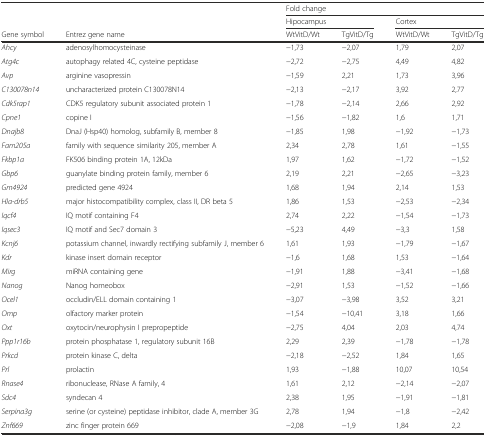 Fold change
Hipocampus Cortex
Gene symbol Entrez gene name WtVitD/Wt TgVitD/Tg WtVitD/Wt TgVitD/Tg
Ahcy adenosylhomocysteinase −1,73 −2,07 1,79 2,07
Atg4c autophagy related 4C, cysteine peptidase −2,72 −2,75 4,49 4,82
Avp arginine vasopressin −1,59 2,21 1,73 3,96
C130078n14 uncharacterized protein C130078N14 −2,13 −2,17 3,92 2,77
Cdk5rap1 CDK5 regulatory subunit associated protein 1 −1,78 −2,14 2,66 2,92
Cpne1 copine I −1,56 −1,82 1,6 1,71
Dnajb8 DnaJ (Hsp40) homolog, subfamily B, member 8 −1,85 1,98 −1,92 −1,73
Fam205a family with sequence similarity 205, member A 2,34 2,78 1,61 −1,55
Fkbp1a FK506 binding protein 1A, 12kDa 1,97 1,62 −1,72 −1,52
Gbp6 guanylate binding protein family, member 6 2,19 2,21 −2,65 −3,23
Gm4924 predicted gene 4924 1,68 1,94 2,14 1,53
Hla-drb5 major histocompatibility complex, class II, DR beta 5 1,86 1,53 −2,53 −2,34
Iqcf4 IQ motif containing F4 2,74 2,22 −1,54 −1,73
Iqsec3 IQ motif and Sec7 domain 3 −5,23 4,49 −3,3 1,58
Kcnj6 potassium channel, inwardly rectifying subfamily J, member 6 1,61 1,93 −1,79 −1,67
Kdr kinase insert domain receptor −1,6 1,68 1,53 −1,64
Mirg miRNA containing gene −1,91 1,88 −3,41 −1,68
Nanog Nanog homeobox −2,91 1,53 −1,52 −1,66
Ocel1 occludin/ELL domain containing 1 −3,07 −3,98 3,52 3,21
Omp olfactory marker protein −1,54 −10,41 3,18 1,66
Oxt oxytocin/neurophysin I prepropeptide −2,75 4,04 2,03 4,74
Ppp1r16b protein phosphatase 1, regulatory subunit 16B 2,29 2,39 −1,78 −1,78
Prkcd protein kinase C, delta −2,18 −2,52 1,84 1,65
Prl prolactin 1,93 −1,88 10,07 10,54
Rnase4 ribonuclease, RNase A family, 4 1,61 2,12 −2,14 −2,07
Sdc4 syndecan 4 2,38 1,95 −1,91 −1,81
Serpina3g serine (or cysteine) peptidase inhibitor, clade A, member 3G 2,78 1,94 −1,8 −2,42
Znf669 zinc finger protein 669 −2,08 −1,9 1,84 2,2